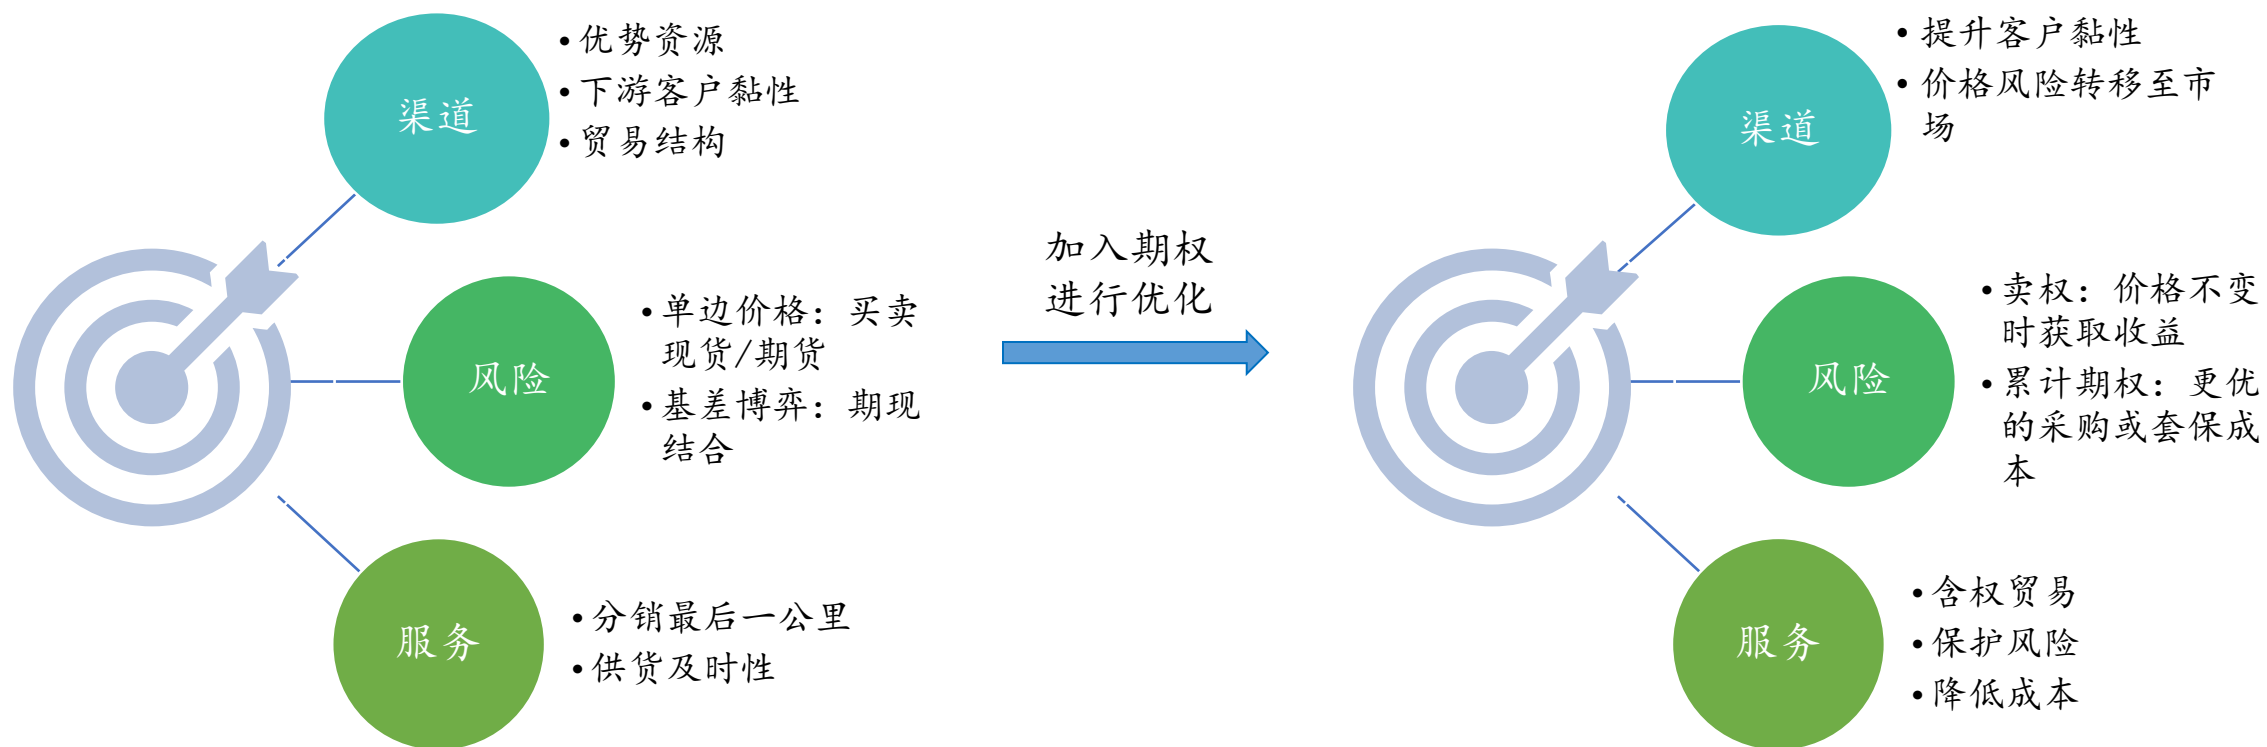 渠道
• 优势资源
• 下游客户黏性
• 贸易结构
风险
• 单边价格：买卖
现货/期货
• 基差博弈：期现
结合
服务
• 分销最后一公里
• 供货及时性
加入期权
进行优化
渠道
• 提升客户黏性
• 价格风险转移至市
场
风险
• 卖权：价格不变
时获取收益
• 累计期权：更优
的采购或套保成
本
服务
• 含权贸易
• 保护风险
• 降低成本